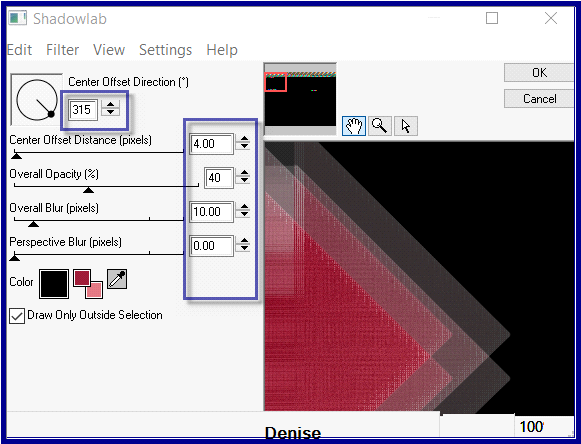 Shadowlab
Edit Filter View Settings Help
Center Offset Direction (°)
315
OK
Cancel
Center Offset Distance (pixels)
4.00
Overall Opacity (%)
40
Overall Blur (pixels)
10.00
Perspective Blur (pixels)
0.00
Color
Draw Only Outside Selection
Denise
100